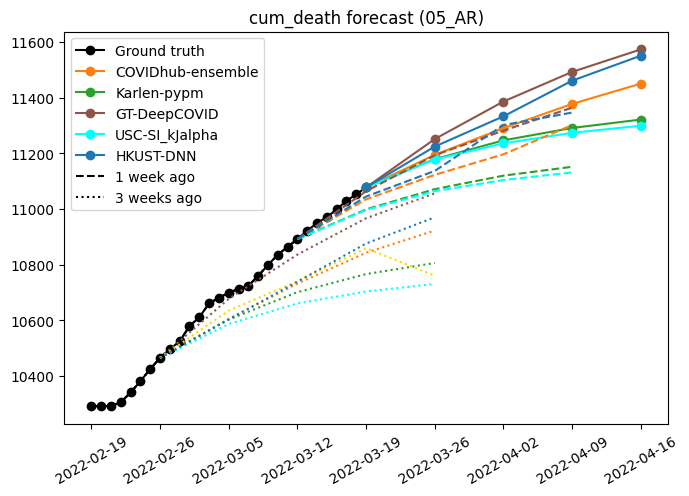 cum_death forecast (05_AR)
11600
11400
11200
11000
10800
10600
10400
Ground truth
COVIDhub-ensemble
Karlen-pypm
GT-DeepCOVID
USC-SI_kJalpha
HKUST-DNN
1 week ago
3 weeks ago
2022-02-19
2022-02-26
2022-03-05
2022-03-12
2022-03-19
2022-03-26
2022-04-02
2022-04-09
2022-04-16